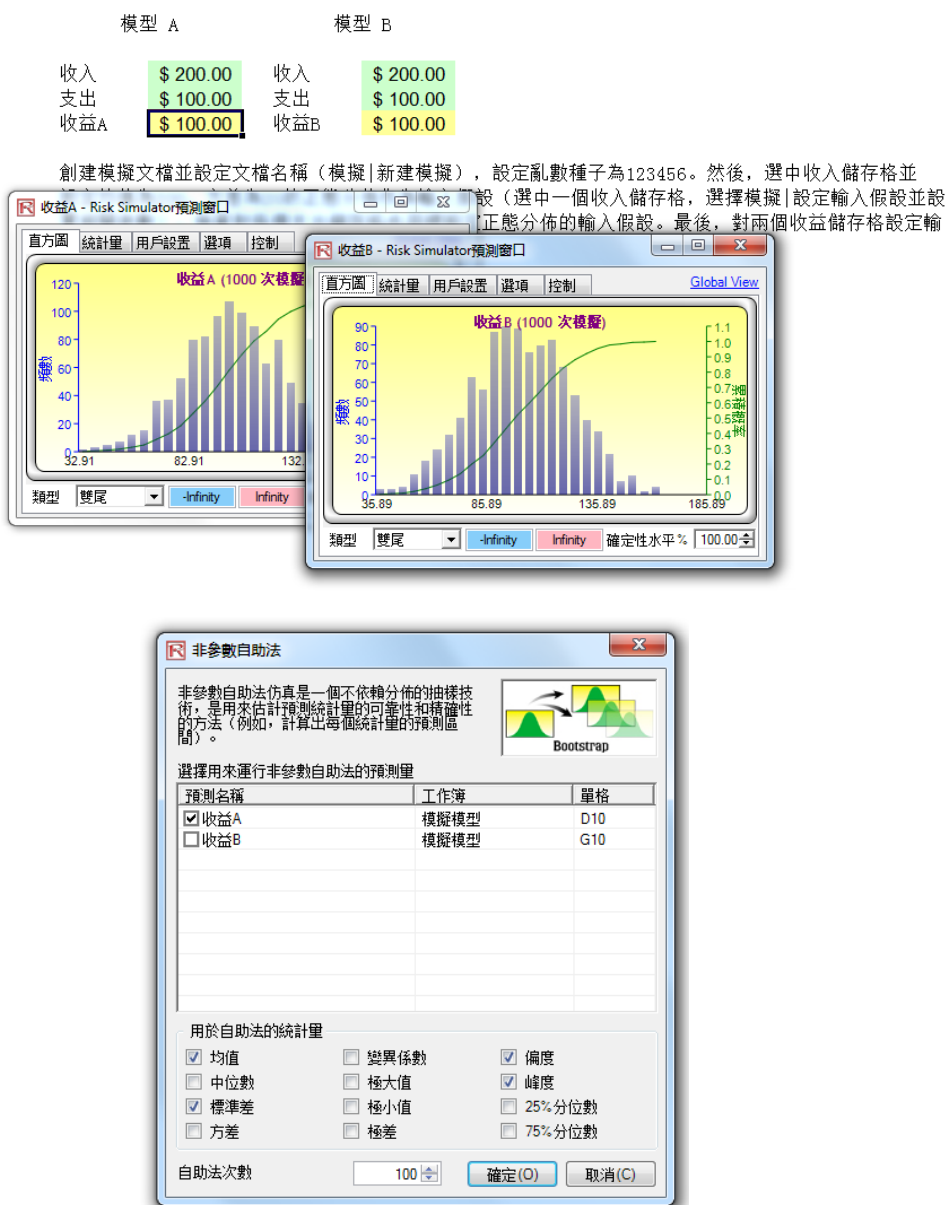 模型 A 模型 B
收入 $ 200.00 收入 $ 200.00
支出 $ 100.00 支出 $ 100.00
收益A $ 100.00 收益B $ 100.00
創建模擬文檔並設定文檔名稱（模擬|新建模擬），設定亂數種子為123456。然後，選中收入儲存格並
設（選中一個收入儲存格，選擇模擬|設定輸入假設並設
正態分佈的輸入假設。最後，對兩個收益儲存格設定輸
收益A - Risk Simulator預測窗口
直方圖 統計量 用戶設置 選項 控制
收益A (1000 次模擬
頻數
120
100
80
60
40
20
0
32.91 82.91 132.
類型 雙尾 -Infinity Infinity
收益B - Risk Simulator預測窗口
直方圖 統計量 用戶設置 選項 控制 Global View
收益B (1000 次模擬)
頻數
90
80
70
60
50
40
30
20
10
0
1.1
1.0
0.9
0.8
0.7
0.6
0.5
0.4
0.3
0.2
0.1
0.0
35.89 85.89 135.89 185.89
類型 雙尾 -Infinity Infinity 確定性水平% 100.00
非參數自助法
非參數自助法仿真是一個不依賴分佈的抽樣技
術，是用來估計預測統計量的可靠性和精確性
的方法（例如，計算出每個統計量的預測區
間）。
Bootstrap
選擇用來運行非參數自助法的預測量
預測名稱 工作簿 單格
收益A 模擬模型 D10
收益B 模擬模型 G10
用於自助法的統計量
均值 變異係數 偏度
中位數 極大值 峰度
標準差 極小值 25%分位數
方差 極差 75%分位數
自助法次數 100 確定(O) 取消(C)